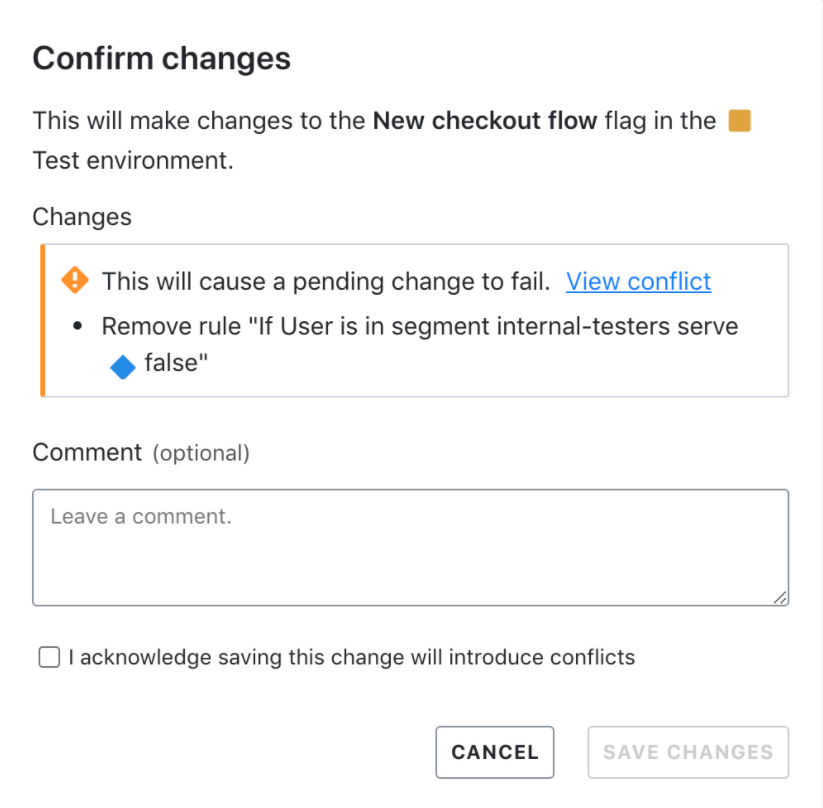 Confirm changes
This will make changes to the New checkout flow flag in the
Test environment.
Changes
This will cause a pending change to fail. View conflict
• Remove rule "If User is in segment internal-testers serve
false"
Comment (optional)
Leave a comment.
I acknowledge saving this change will introduce conflicts
CANCEL SAVE CHANGES